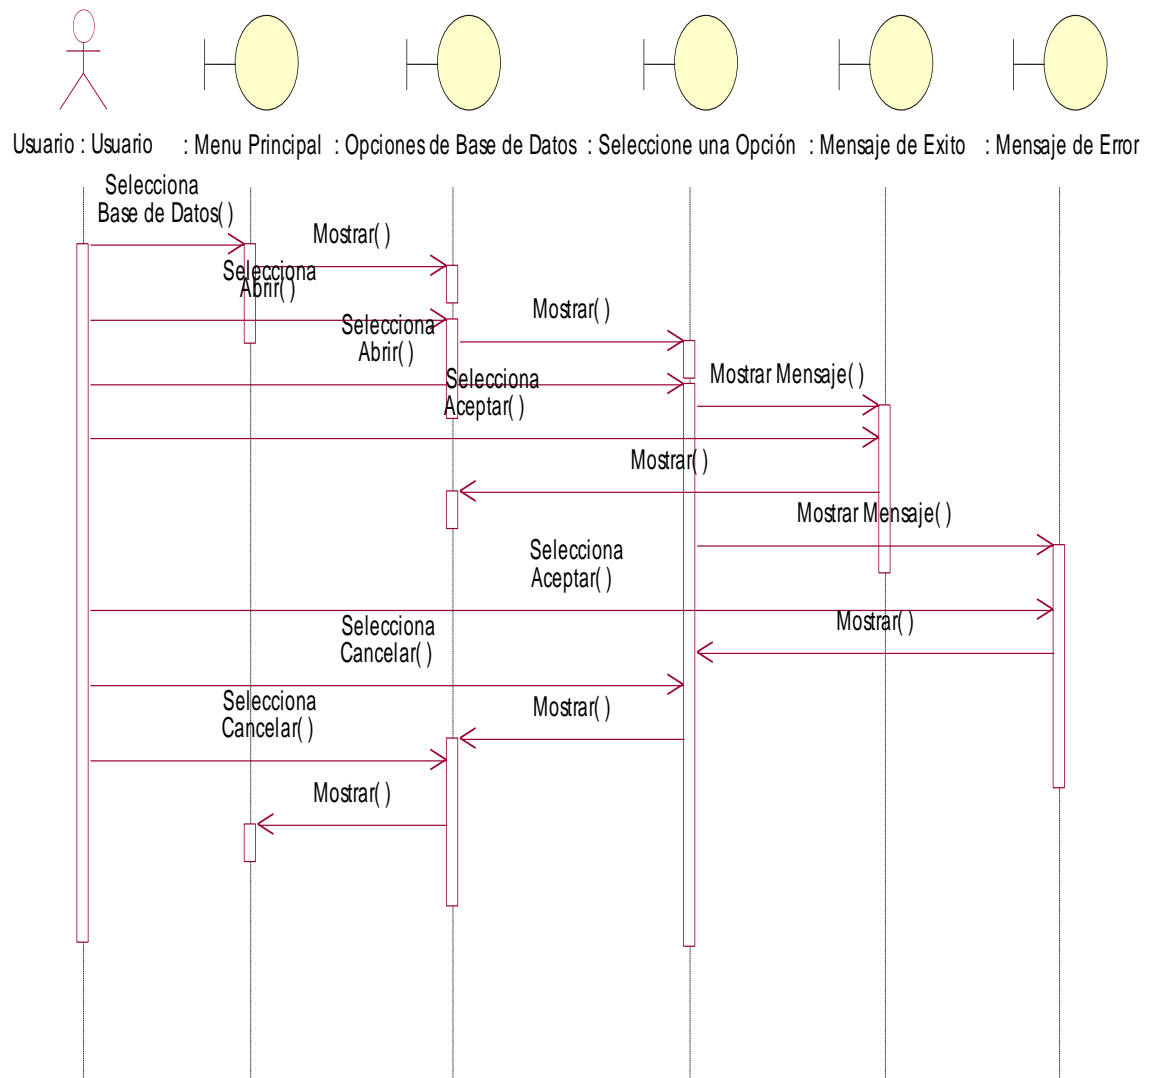 Usuario : Usuario
: Menu Principal
: Opciones de Base de Datos
: Seleccione una Opción
: Mensaje de Exito
: Mensaje de Error
Selecciona
Base de Datos( )
Mostrar( )
Selecciona
Abrir( )
Mostrar( )
Selecciona
Abrir( )
Mostrar Mensaje( )
Selecciona
Aceptar( )
Mostrar( )
Mostrar Mensaje( )
Selecciona
Aceptar( )
Mostrar( )
Selecciona
Cancelar( )
Mostrar( )
Selecciona
Cancelar( )
Mostrar( )